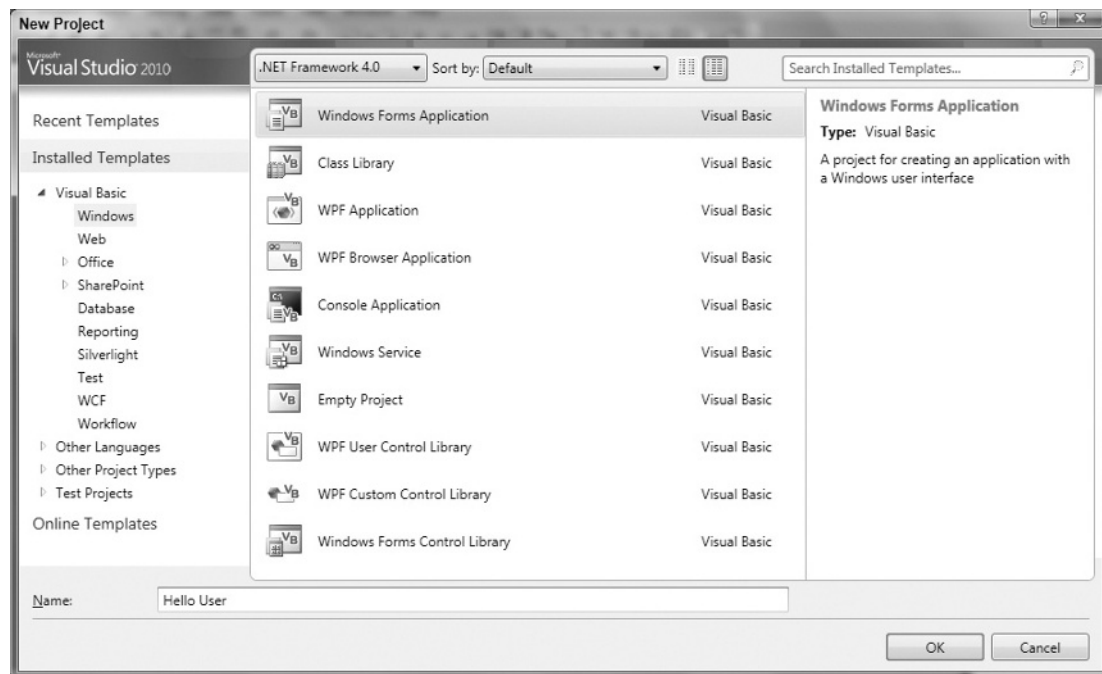 New Project
Microsoft
Visual Studio 2010
.NET Framework 4.0 Sort by: Default Search Installed Templates...
Recent Templates
Installed Templates
Visual Basic
Windows
Web
Office
SharePoint
Database
Reporting
Silverlight
Test
WCF
Workflow
Other Languages
Other Project Types
Test Projects
Online Templates
Windows Forms Application Visual Basic
Class Library Visual Basic
WPF Application Visual Basic
WPF Browser Application Visual Basic
Console Application Visual Basic
Windows Service Visual Basic
Empty Project Visual Basic
WPF User Control Library Visual Basic
WPF Custom Control Library Visual Basic
Windows Forms Control Library Visual Basic
Windows Forms Application
Type: Visual Basic
A project for creating an application with
a Windows user interface
Name: Hello User
OK Cancel